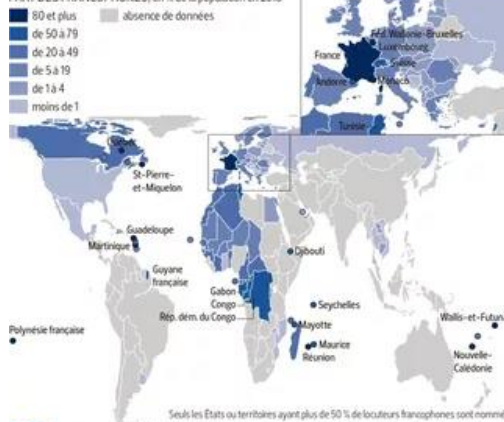 80 et plus
absence de données
de 50 à 79
de 20 à 49
de 5 à 19
de 1 à 4
moins de 1
Féd. Wallonie-Bruxelles
Luxembourg
France
Suisse
Andorre
Monaco
Tunisie
Québec
St-Pierre-
et-Miquelon
Guadeloupe
Martinique
Guyane
française
Djibouti
Gabon
Congo
Rép. dém. du Congo
Seychelles
Mayotte
Maurice
Réunion
Polynésie française
Wallis-et-Futuna
Nouvelle-
Calédonie
Seuls les États ou territoires ayant plus de 50 % de locuteurs francophones sont nommé